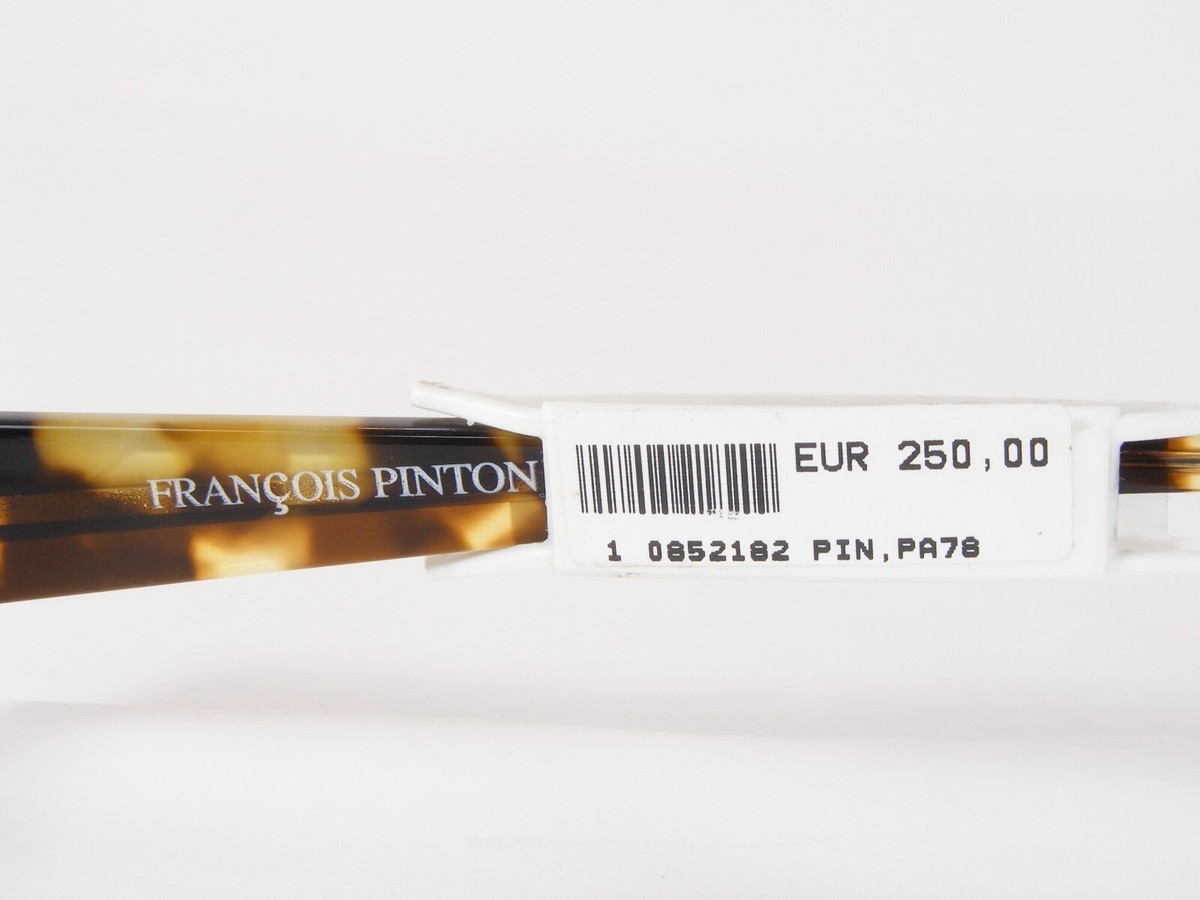 FRANÇOIS PINTON
EUR 250,00
1 0852182 PIN,PA78